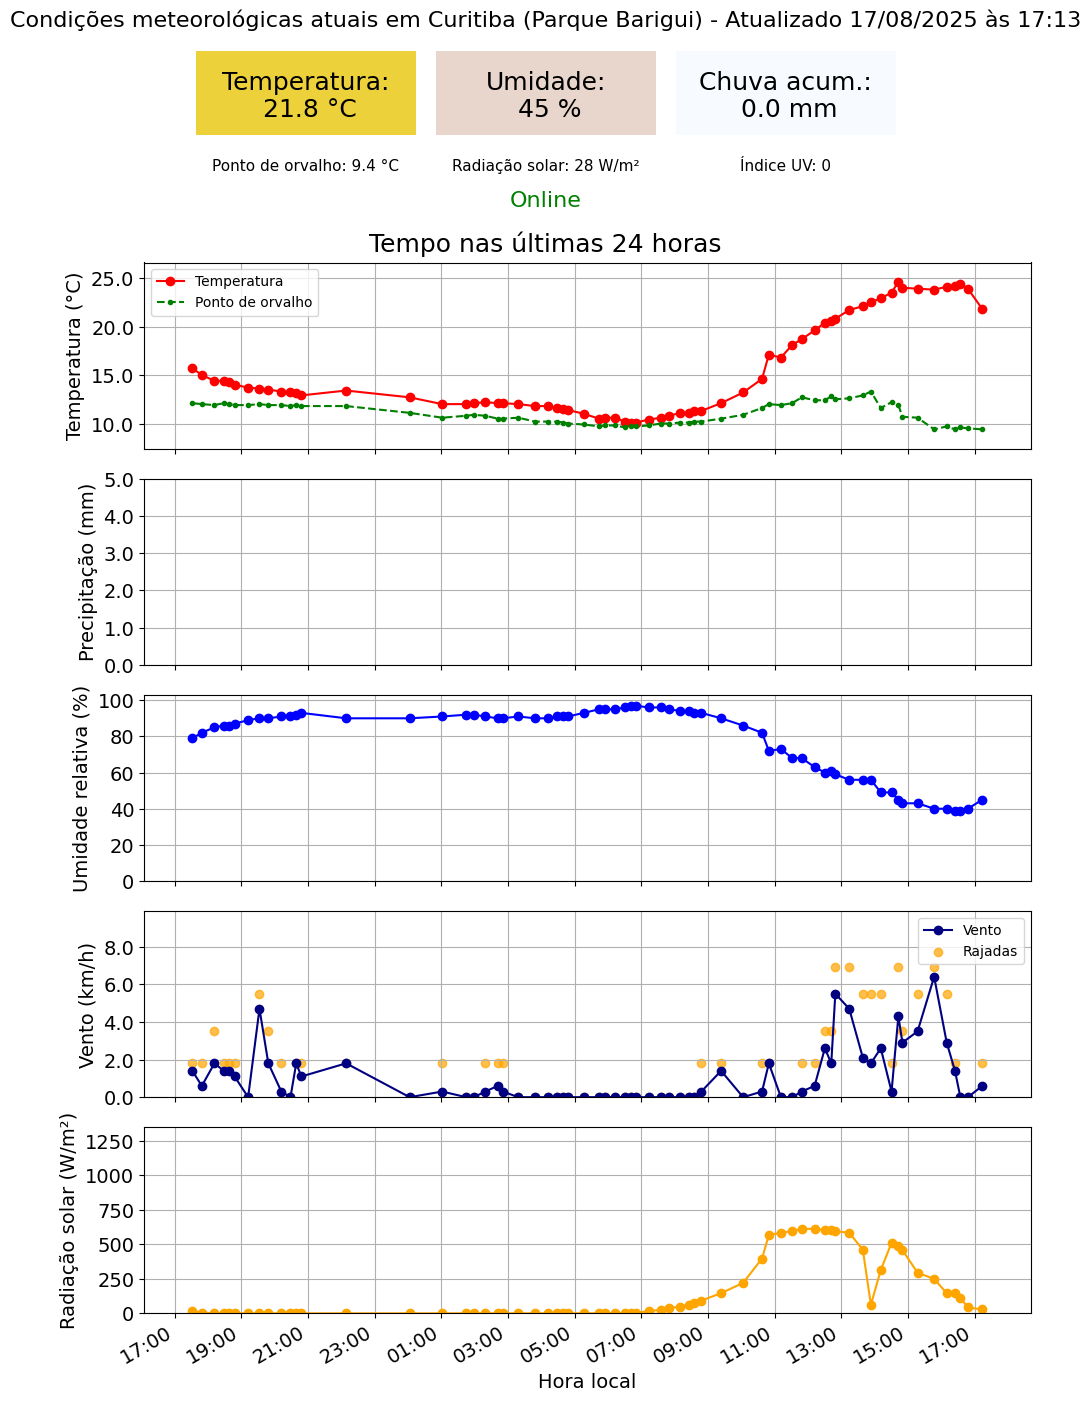 Condições meteorológicas atuais em Curitiba (Parque Barigui) - Atualizado 17/08/2025 às 17:13
Temperatura:
21.8 °C
Umidade:
45 %
Chuva acum.:
0.0 mm
Ponto de orvalho: 9.4 °C
Radiação solar: 28 W/m²
Índice UV: 0
Online
Tempo nas últimas 24 horas
Temperatura (°C)
25.0
20.0
15.0
10.0
Temperatura
Ponto de orvalho
Precipitação (mm)
5.0
4.0
3.0
2.0
1.0
0.0
Umidade relativa (%)
100
80
60
40
20
0
Vento (km/h)
8.0
6.0
4.0
2.0
0.0
Vento
Rajadas
Radiação solar (W/m²)
1250
1000
750
500
250
0
17:00
19:00
21:00
23:00
01:00
03:00
05:00
07:00
09:00
11:00
13:00
15:00
17:00
Hora local